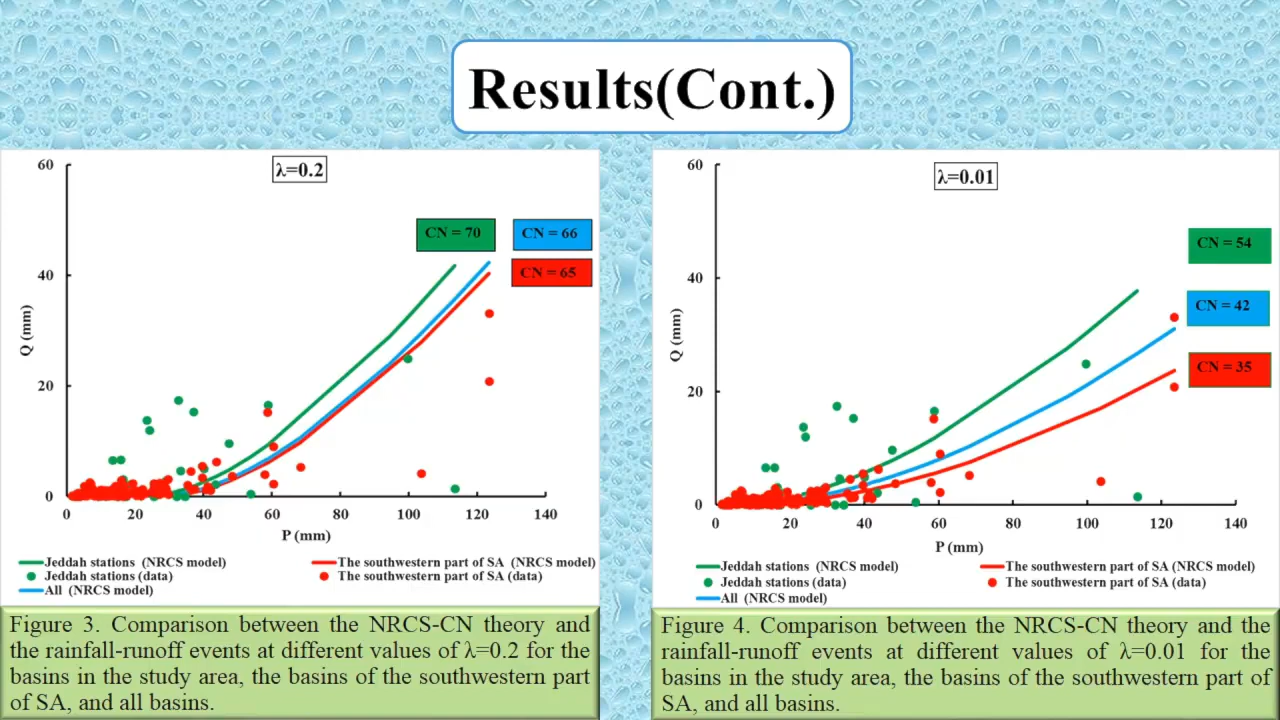 Results(Cont.)
λ=0.2
60
40
20
0
Q (mm)
CN = 70
CN = 66
CN = 65
0 20 40 60 80 100 120 140
P (mm)
Jeddah stations (NRCS model)
The southwestern part of SA (NRCS model)
Jeddah stations (data)
The southwestern part of SA (data)
All (NRCS model)
Figure 3. Comparison between the NRCS-CN theory and
the rainfall-runoff events at different values of λ=0.2 for the
basins in the study area, the basins of the southwestern part
of SA, and all basins.
λ=0.01
60
40
20
0
Q (mm)
CN = 54
CN = 42
CN = 35
0 20 40 60 80 100 120 140
P (mm)
Jeddah stations (NRCS model)
The southwestern part of SA (NRCS model)
Jeddah stations (data)
The southwestern part of SA (data)
All (NRCS model)
Figure 4. Comparison between the NRCS-CN theory and the
rainfall-runoff events at different values of λ=0.01 for the
basins in the study area, the basins of the southwestern part of
SA, and all basins.